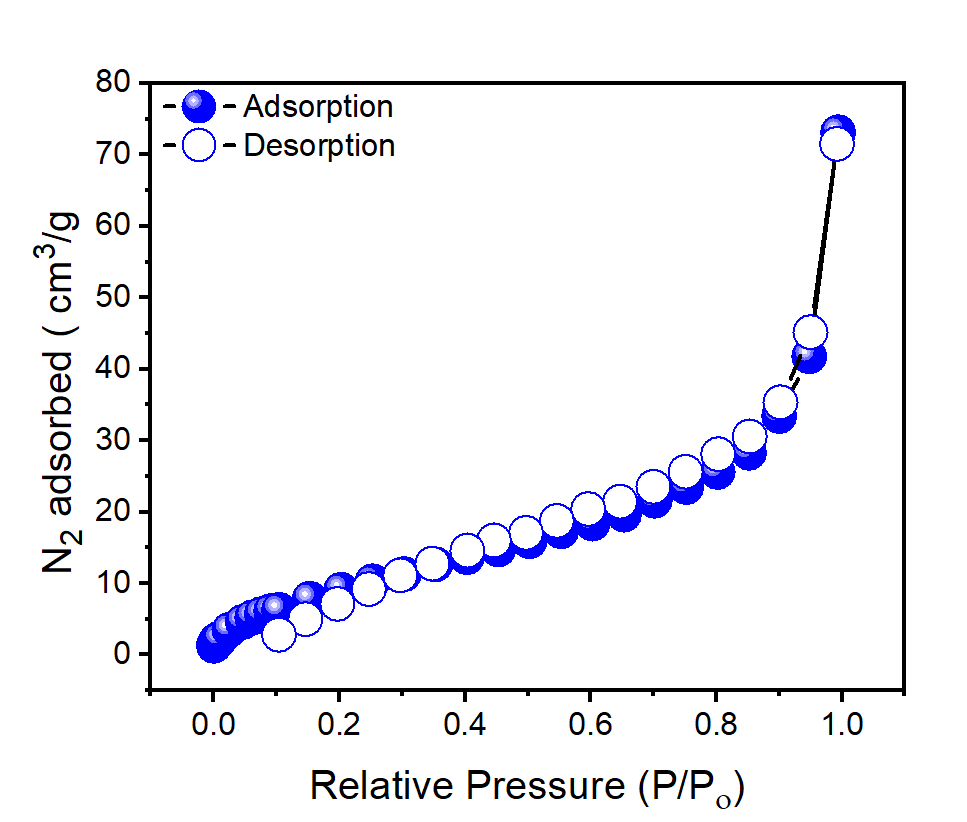 80
70
60
50
40
30
20
10
0
Adsorption
Desorption
N₂ adsorbed ( cm³/g
0.0 0.2 0.4 0.6 0.8 1.0
Relative Pressure (P/Pₒ)